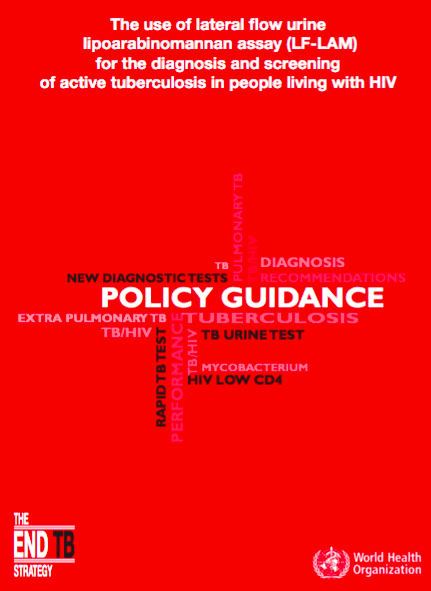 The use of lateral flow urine
lipoarabinomannan assay (LF-LAM)
for the diagnosis and screening
of active tuberculosis in people living with HIV
PULMONARY TB
TB/HIV
TB
DIAGNOSIS
NEW DIAGNOSTIC TESTS
RECOMMENDATIONS
POLICY GUIDANCE
EXTRA PULMONARY TB
TUBERCULOSIS
TB/HIV
RAPID TB TEST
PERFORMANCE
TB/HIV
TB URINE TEST
MYCOBACTERIUM
HIV LOW CD4
THE
END TB
STRATEGY
World Health
Organization